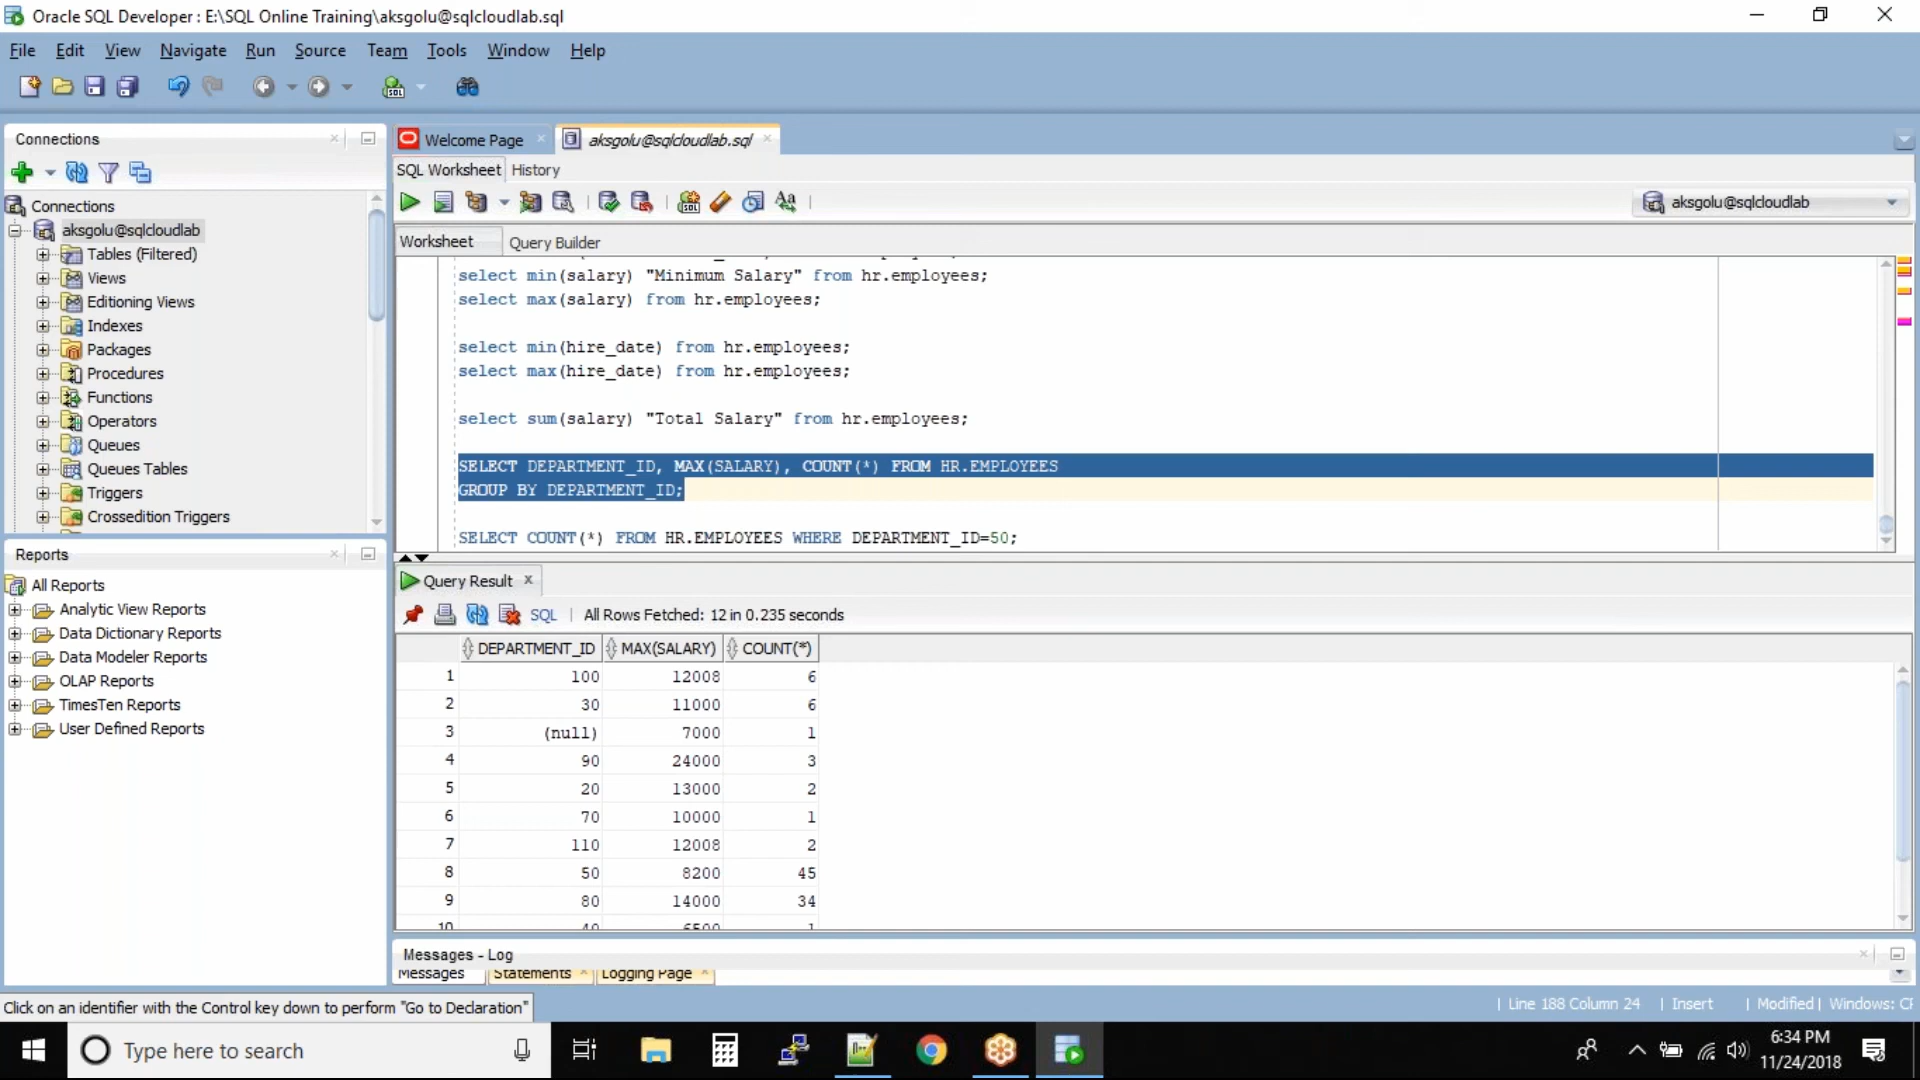 Oracle SQL Developer : E:\SQL Online Training\aksgolu@sqlcloudlab.sql
File Edit View Navigate Run Source Team Tools Window Help
Connections
Connections
aksgolu@sqlcloudlab
Tables (Filtered)
Views
Editioning Views
Indexes
Packages
Procedures
Functions
Operators
Queues
Queues Tables
Triggers
Crossedition Triggers
Reports
All Reports
Analytic View Reports
Data Dictionary Reports
Data Modeler Reports
OLAP Reports
TimesTen Reports
User Defined Reports
Welcome Page aksgolu@sqlcloudlab.sql
SQL Worksheet History
aksgolu@sqlcloudlab
Worksheet Query Builder
select min(salary) "Minimum Salary" from hr.employees;
select max(salary) from hr.employees;
select min(hire_date) from hr.employees;
select max(hire_date) from hr.employees;
select sum(salary) "Total Salary" from hr.employees;
SELECT DEPARTMENT_ID, MAX(SALARY), COUNT(*) FROM HR.EMPLOYEES
GROUP BY DEPARTMENT_ID;
SELECT COUNT(*) FROM HR.EMPLOYEES WHERE DEPARTMENT_ID=50;
Query Result
SQL All Rows Fetched: 12 in 0.235 seconds
DEPARTMENT_ID MAX(SALARY) COUNT(*)
1 100 12008 6
2 30 11000 6
3 (null) 7000 1
4 90 24000 3
5 20 13000 2
6 70 10000 1
7 110 12008 2
8 50 8200 45
9 80 14000 34
10 40 6500 1
Messages - Log
Messages Statements Logging Page
Click on an identifier with the Control key down to perform "Go to Declaration"
Line 188 Column 24 Insert Modified Windows:
Type here to search
6:34 PM
11/24/2018